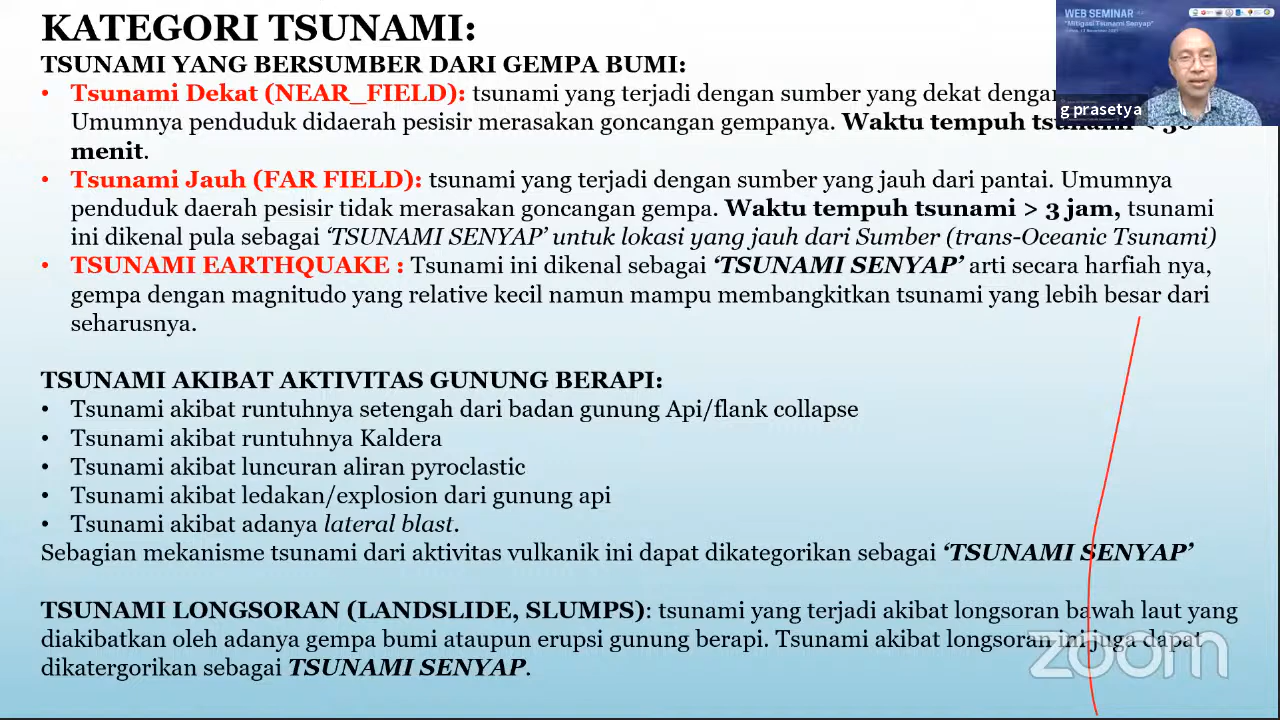 KATEGORI TSUNAMI:
WEB SEMINAR
"Mitigasi Tsunami Senyap"
g prasetya
TSUNAMI YANG BERSUMBER DARI GEMPA BUMI:
• Tsunami Dekat (NEAR_FIELD): tsunami yang terjadi dengan sumber yang dekat dengan
Umumnya penduduk didaerah pesisir merasakan goncangan gempanya. Waktu tempuh tsunami < 30
menit.
• Tsunami Jauh (FAR FIELD): tsunami yang terjadi dengan sumber yang jauh dari pantai. Umumnya
penduduk daerah pesisir tidak merasakan goncangan gempa. Waktu tempuh tsunami > 3 jam, tsunami
ini dikenal pula sebagai ‘TSUNAMI SENYAP’ untuk lokasi yang jauh dari Sumber (trans-Oceanic Tsunami)
• TSUNAMI EARTHQUAKE : Tsunami ini dikenal sebagai ‘TSUNAMI SENYAP’ arti secara harfiah nya,
gempa dengan magnitudo yang relative kecil namun mampu membangkitkan tsunami yang lebih besar dari
seharusnya.
TSUNAMI AKIBAT AKTIVITAS GUNUNG BERAPI:
• Tsunami akibat runtuhnya setengah dari badan gunung Api/flank collapse
• Tsunami akibat runtuhnya Kaldera
• Tsunami akibat luncuran aliran pyroclastic
• Tsunami akibat ledakan/explosion dari gunung api
• Tsunami akibat adanya lateral blast.
Sebagian mekanisme tsunami dari aktivitas vulkanik ini dapat dikategorikan sebagai ‘TSUNAMI SENYAP’
TSUNAMI LONGSORAN (LANDSLIDE, SLUMPS): tsunami yang terjadi akibat longsoran bawah laut yang
diakibatkan oleh adanya gempa bumi ataupun erupsi gunung berapi. Tsunami akibat longsoran ini juga dapat
dikatergorikan sebagai TSUNAMI SENYAP.
zoom